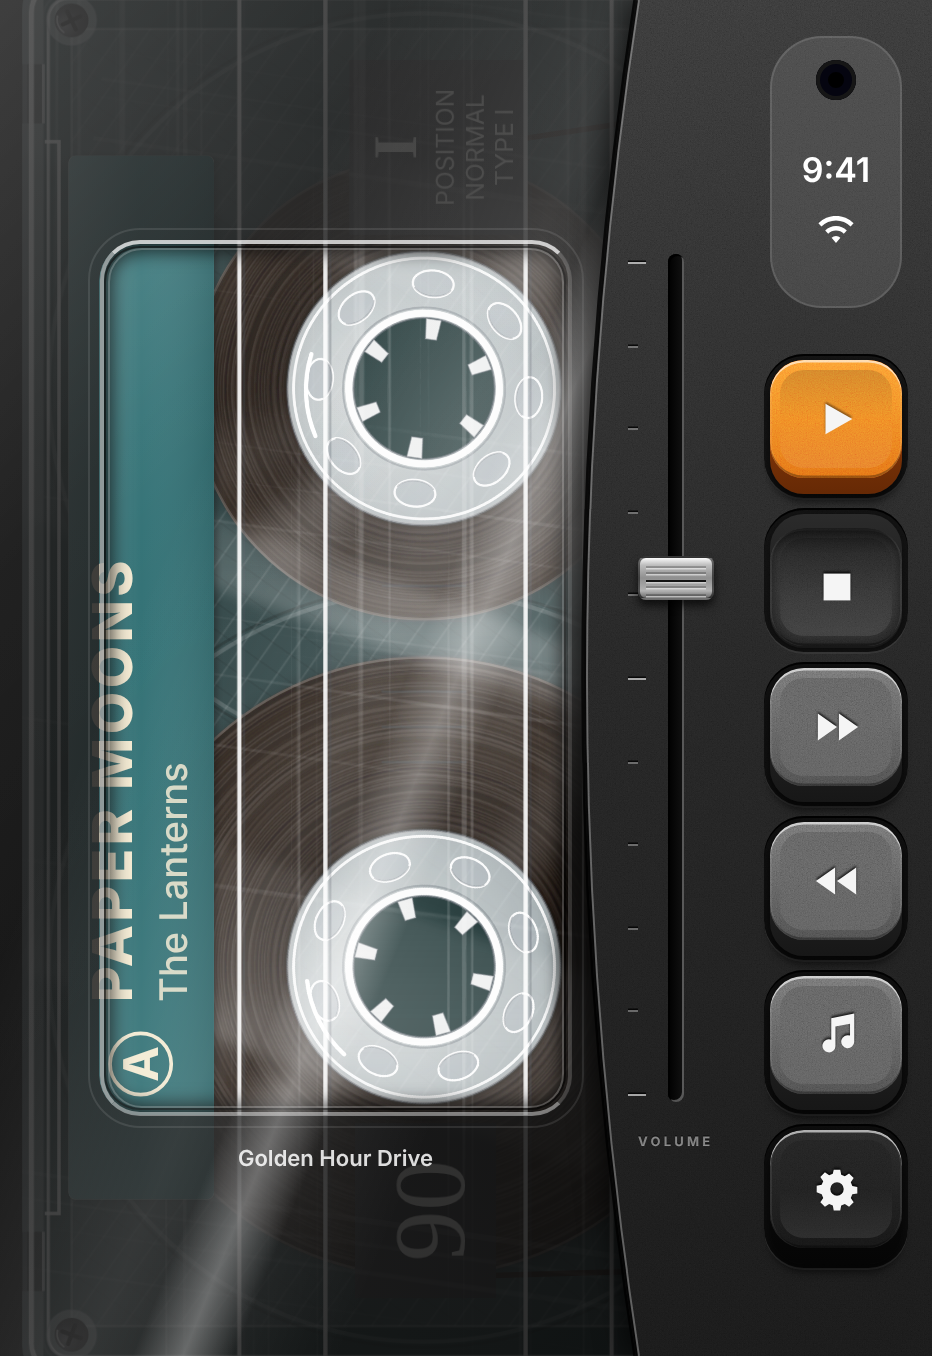 9:41
POSITION
NORMAL
TYPE I
I
PAPER MOONS
The Lanterns
A
Golden Hour Drive
90
VOLUME